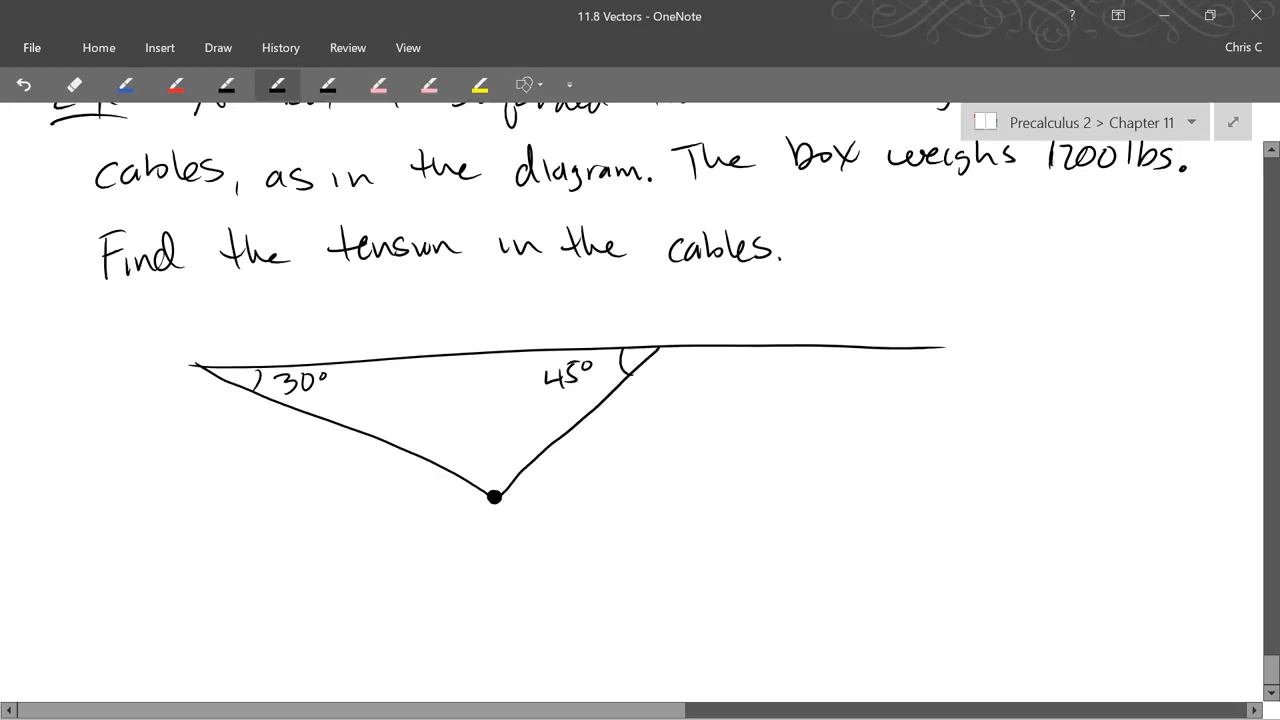 11.8 Vectors - OneNote
File Home Insert Draw History Review View
Chris C
Precalculus 2 > Chapter 11
cables, as in the diagram. The box weighs 1200 lbs.
Find the tension in the cables.
30°
45°